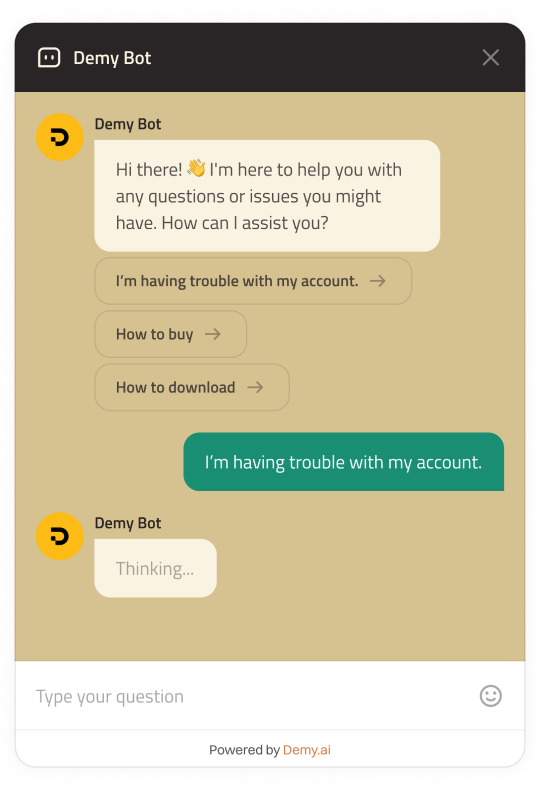 Demy Bot
Demy Bot
Hi there! 👋 I'm here to help you with
any questions or issues you might
have. How can I assist you?
I’m having trouble with my account. →
How to buy →
How to download →
I’m having trouble with my account.
Demy Bot
Thinking...
Type your question
Powered by Demy.ai